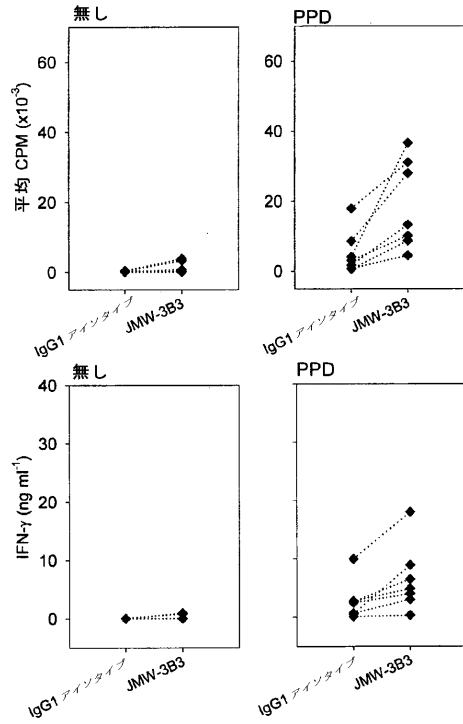 無し
PPD
平均 CPM (x10⁻³)
60
40
20
0
60
40
20
0
IgG1 アイソタイプ
JMW-3B3
IgG1 アイソタイプ
JMW-3B3
無し
PPD
IFN-γ (ng ml⁻¹)
40
30
20
10
0
IgG1 アイソタイプ
JMW-3B3
IgG1 アイソタイプ
JMW-3B3